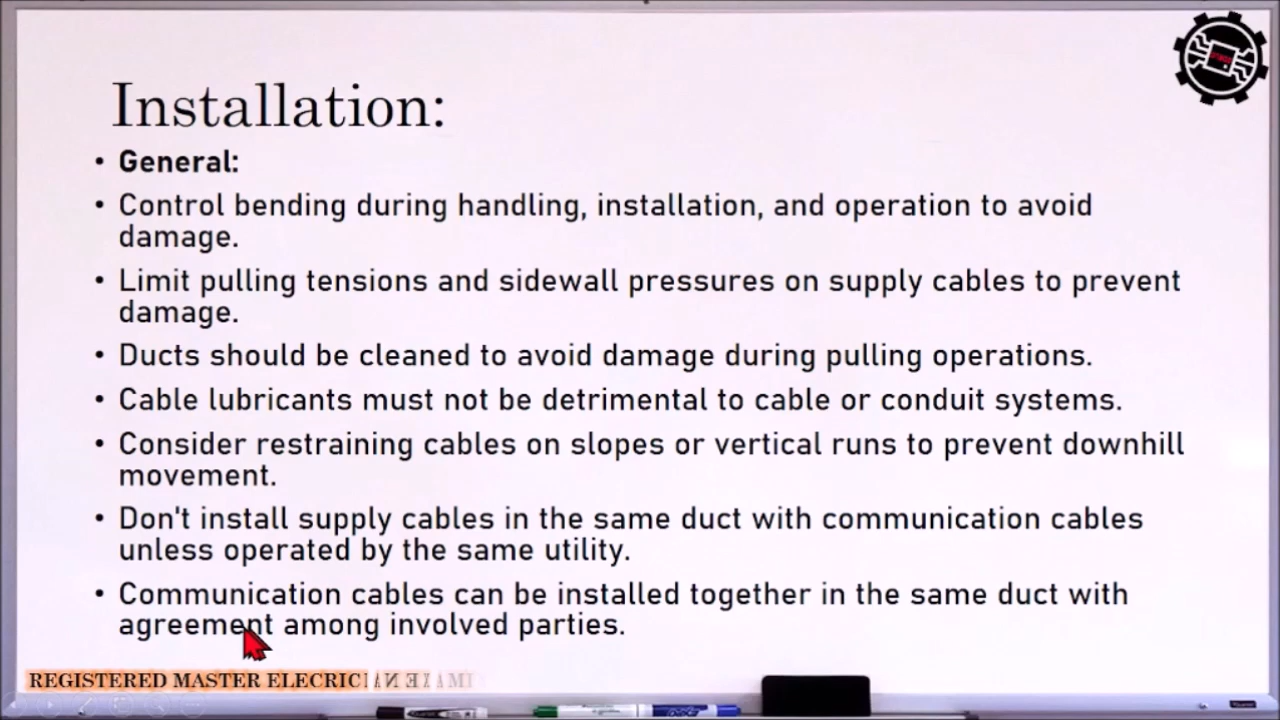 Installation:
• General:
• Control bending during handling, installation, and operation to avoid
damage.
• Limit pulling tensions and sidewall pressures on supply cables to prevent
damage.
• Ducts should be cleaned to avoid damage during pulling operations.
• Cable lubricants must not be detrimental to cable or conduit systems.
• Consider restraining cables on slopes or vertical runs to prevent downhill
movement.
• Don't install supply cables in the same duct with communication cables
unless operated by the same utility.
• Communication cables can be installed together in the same duct with
agreement among involved parties.
REGISTERED MASTER